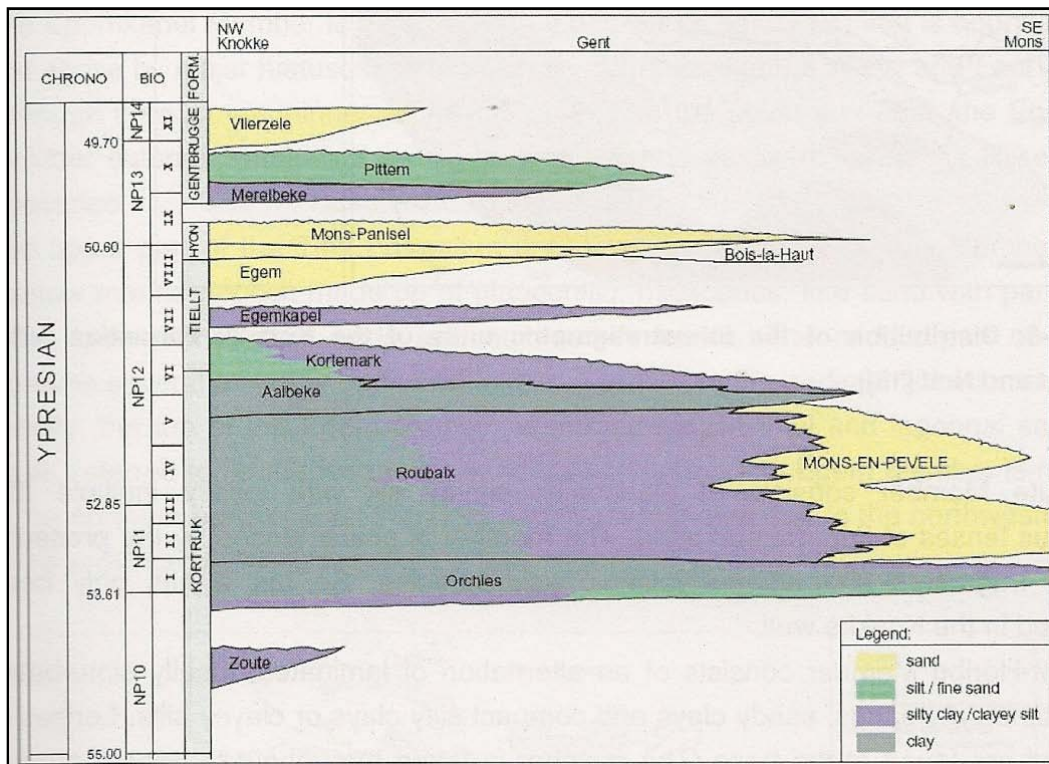 NW
Knokke
Gent
SE
Mons
CHRONO
BIO
FORM.
YPRESIAN
49.70
50.60
52.85
53.61
55.00
NP14
NP13
NP12
NP11
NP10
XI
X
IX
VIII
VII
VI
V
IV
III
II
I
GENTBRUGGE
HYON
TIELT
KORTRIJK
Vlierzele
Pittem
Merelbeke
Mons-Panisel
Bois-la-Haut
Egem
Egemkapel
Kortemark
Aalbeke
Roubaix
MONS-EN-PEVELE
Orchies
Zoute
Legend:
sand
silt / fine sand
silty clay /clayey silt
clay